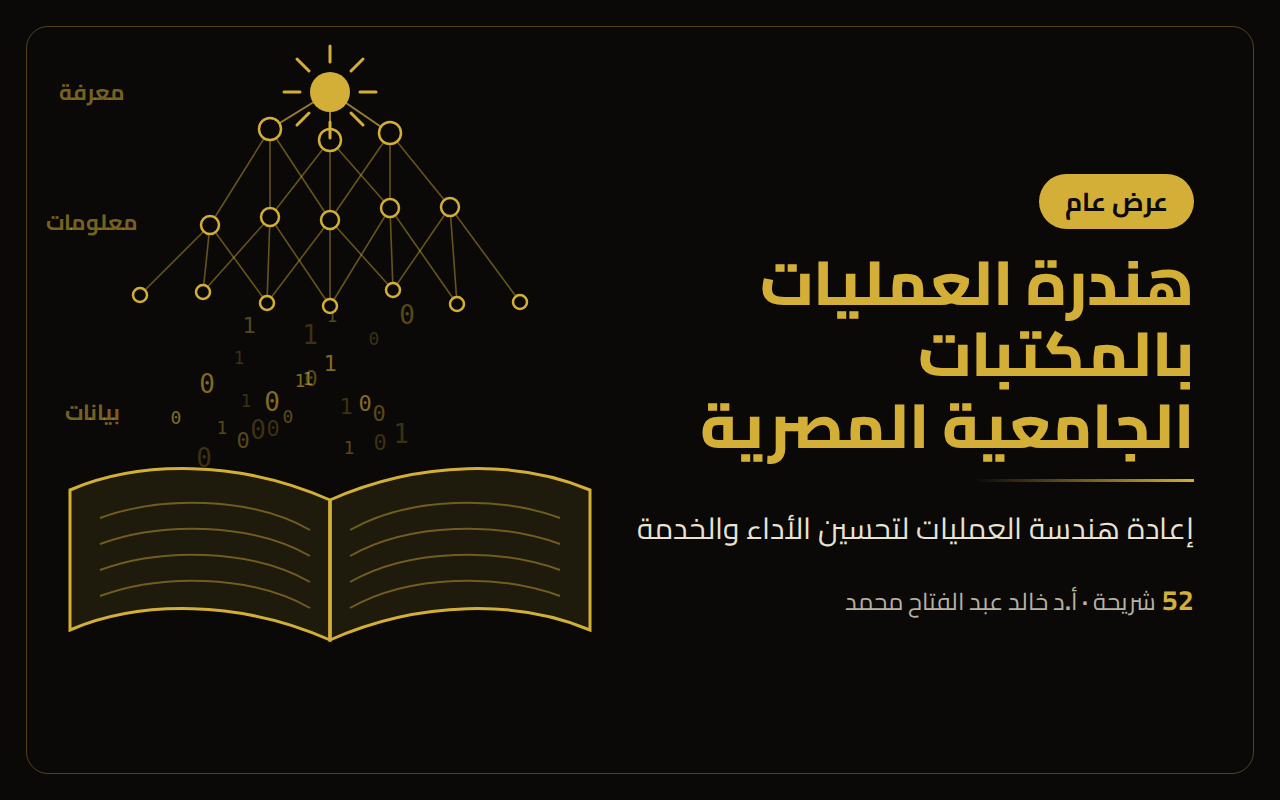 عرض عام
هندرة العمليات
بالمكتبات
الجامعية المصرية
إعادة هندسة العمليات لتحسين الأداء والخدمة
52 شريحة · أ.د خالد عبد الفتاح محمد
معرفة
معلومات
بيانات